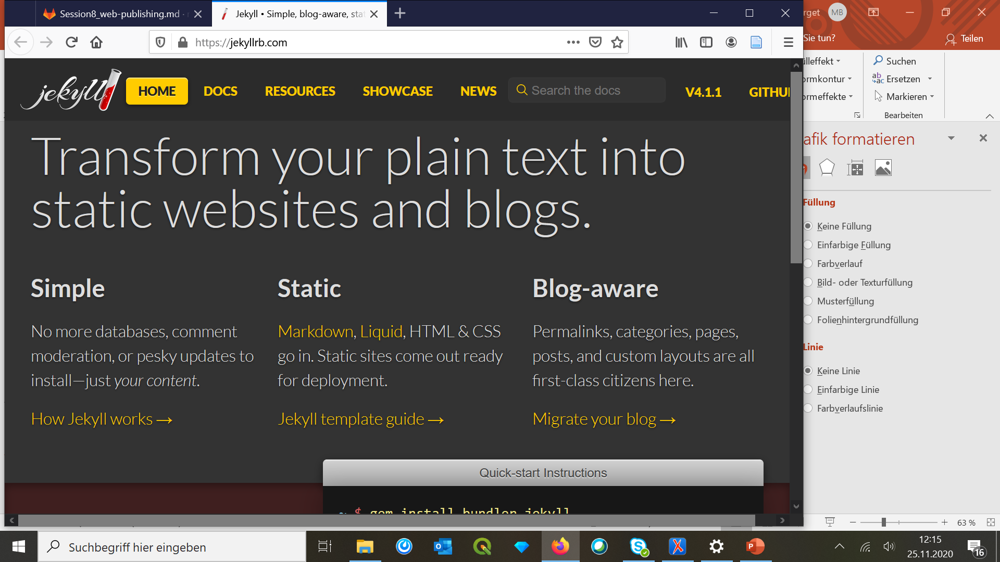 Session8_web-publishing.md
Jekyll • Simple, blog-aware, sta
rget MB
https://jekyllrb.com
Sie tun?
Teilen
ülleffekt
Suchen
ormkontur
Ersetzen
ormeffekte
Markieren
Bearbeiten
jekyll
HOME
DOCS
RESOURCES
SHOWCASE
NEWS
Search the docs
V4.1.1
GITHU
Transform your plain text into
static websites and blogs.
Simple
No more databases, comment
moderation, or pesky updates to
install—just your content.
How Jekyll works →
Static
Markdown, Liquid, HTML & CSS
go in. Static sites come out ready
for deployment.
Jekyll template guide →
Blog-aware
Permalinks, categories, pages,
posts, and custom layouts are all
first-class citizens here.
Migrate your blog →
Quick-start Instructions
~ $ gem install bundler jekyll
afik formatieren
Füllung
Keine Füllung
Einfarbige Füllung
Farbverlauf
Bild- oder Texturfüllung
Musterfüllung
Folienhintergrundfüllung
Linie
Keine Linie
Einfarbige Linie
Farbverlaufslinie
63 %
Suchbegriff hier eingeben
12:15
25.11.2020
16